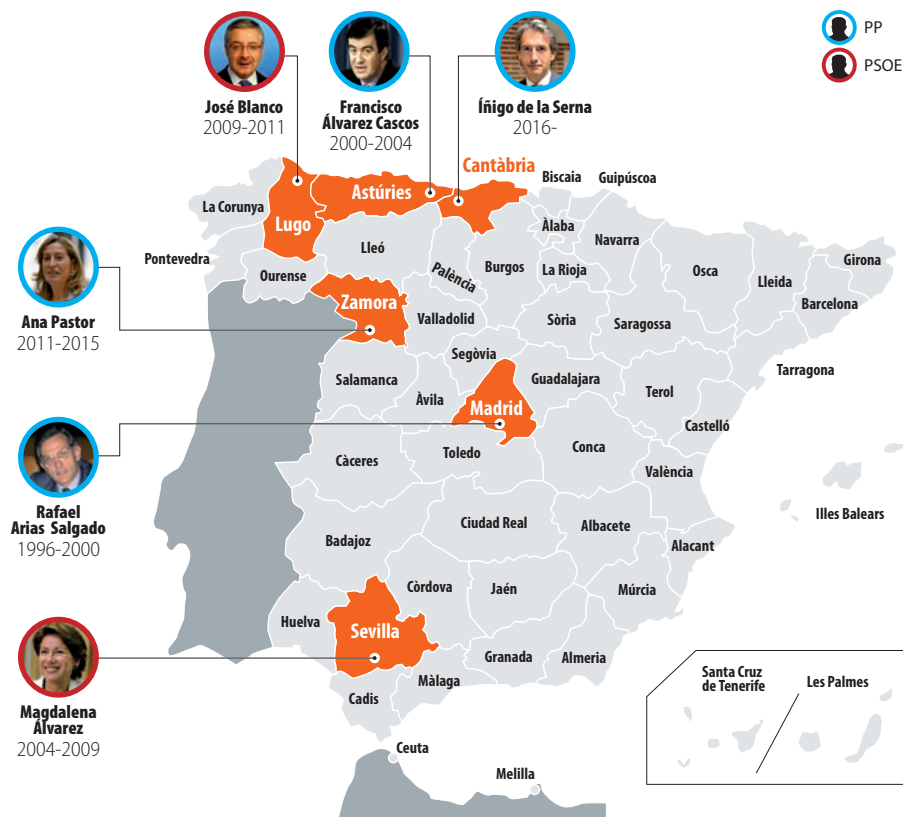 PP
PSOE
José Blanco
2009-2011
Francisco
Álvarez Cascos
2000-2004
Íñigo de la Serna
2016-
Cantàbria
Biscaia
Guipúscoa
La Corunya
Lugo
Astúries
Àlaba
Navarra
Pontevedra
Ourense
Lleó
Palència
Burgos
La Rioja
Osca
Lleida
Girona
Barcelona
Ana Pastor
2011-2015
Zamora
Valladolid
Sòria
Saragossa
Tarragona
Salamanca
Segòvia
Àvila
Guadalajara
Terol
Castelló
Madrid
Rafael
Arias Salgado
1996-2000
Càceres
Toledo
Conca
València
Illes Balears
Badajoz
Ciudad Real
Albacete
Alacant
Magdalena
Álvarez
2004-2009
Huelva
Sevilla
Còrdova
Jaén
Múrcia
Cadis
Màlaga
Granada
Almeria
Ceuta
Melilla
Santa Cruz
de Tenerife
Les Palmes